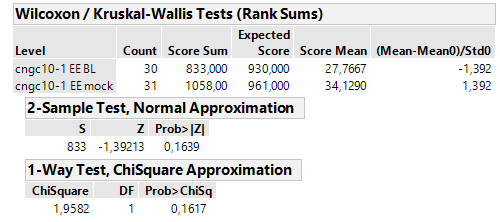 Wilcoxon / Kruskal-Wallis Tests (Rank Sums)
Expected
Level Count Score Sum Score Score Mean (Mean-Mean0)/Std0
cngc10-1 EE BL 30 833,000 930,000 27,7667 -1,392
cngc10-1 EE mock 31 1058,00 961,000 34,1290 1,392
2-Sample Test, Normal Approximation
S Z Prob>|Z|
833 -1,39213 0,1639
1-Way Test, ChiSquare Approximation
ChiSquare DF Prob>ChiSq
1,9582 1 0,1617